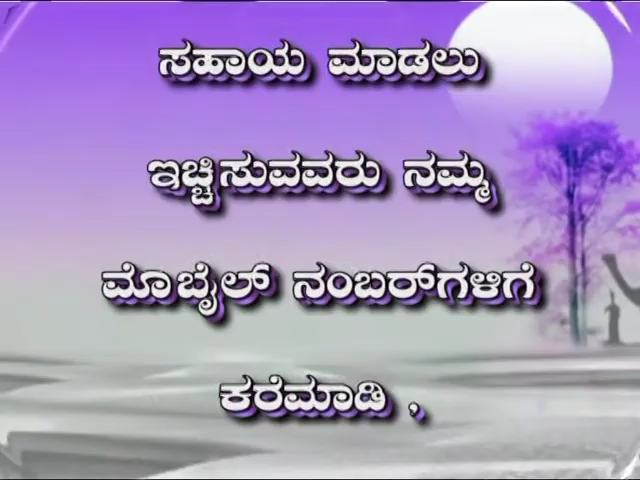 ಸಹಾಯ ಮಾಡಲು
ಇಚ್ಚಿಸುವವರು ನಮ್ಮ
ಮೊಬೈಲ್ ನಂಬರ್‌ಗಳಿಗೆ
ಕರೆಮಾಡಿ ,